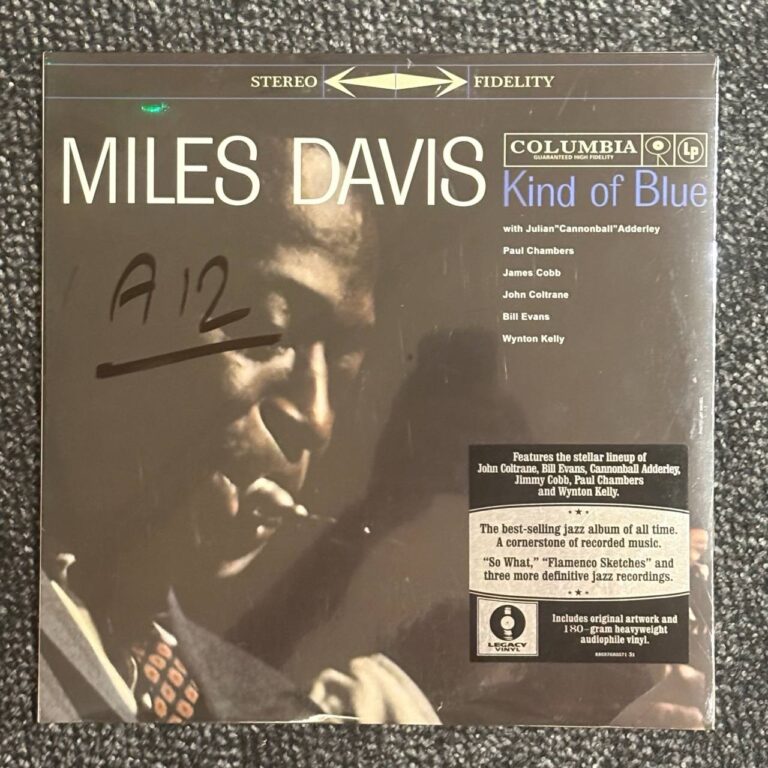 STEREO FIDELITY
MILES DAVIS
COLUMBIA
GUARANTEED HIGH FIDELITY
Lp
Kind of Blue
with Julian"Cannonball"Adderley
Paul Chambers
James Cobb
John Coltrane
Bill Evans
Wynton Kelly
A12
Features the stellar lineup of
John Coltrane, Bill Evans, Cannonball Adderley,
Jimmy Cobb, Paul Chambers
and Wynton Kelly.
The best-selling jazz album of all time.
A cornerstone of recorded music.
“So What,” “Flamenco Sketches” and
three more definitive jazz recordings.
LEGACY
VINYL
Includes original artwork and
180-gram heavyweight
audiophile vinyl.